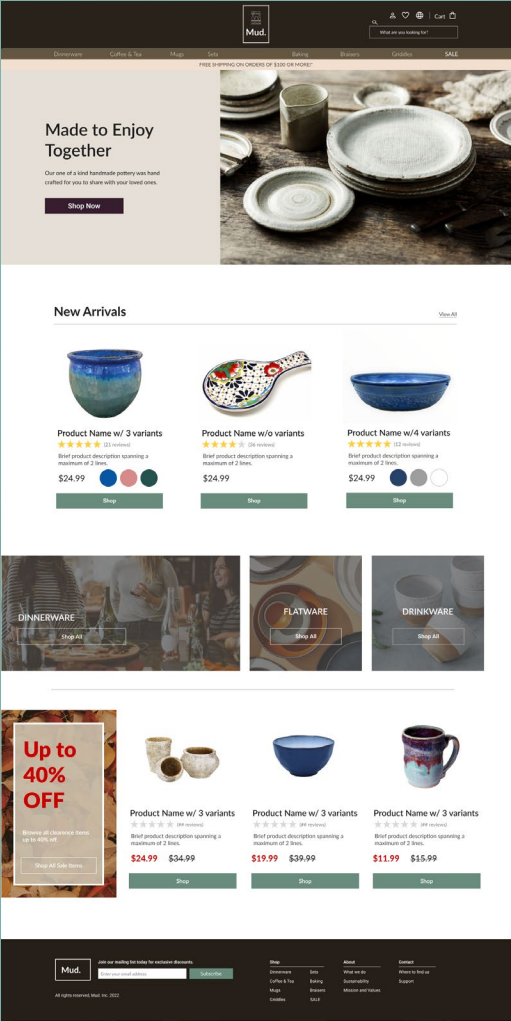 Mud.
Cart
What are you looking for?
Dinnerware Coffee & Tea Mugs Sets Baking Braisers Griddles SALE
FREE SHIPPING ON ORDERS OF $100 OR MORE!*
Made to Enjoy
Together
Our one of a kind handmade pottery was hand
crafted for you to share with your loved ones.
Shop Now
New Arrivals
View All
Product Name w/ 3 variants
(21 reviews)
Brief product description spanning a
maximum of 2 lines.
$24.99
Shop
Product Name w/o variants
(36 reviews)
Brief product description spanning a
maximum of 2 lines.
$24.99
Shop
Product Name w/4 variants
(12 reviews)
Brief product description spanning a
maximum of 2 lines.
$24.99
Shop
DINNERWARE
Shop All
FLATWARE
Shop All
DRINKWARE
Shop All
Up to
40%
OFF
Browse all clearance items
up to 40% off
Shop All Sale Items
Product Name w/ 3 variants
(## reviews)
Brief product description spanning a
maximum of 2 lines.
$24.99 $34.99
Shop
Product Name w/ 3 variants
(## reviews)
Brief product description spanning a
maximum of 2 lines.
$19.99 $39.99
Shop
Product Name w/ 3 variants
(## reviews)
Brief product description spanning a
maximum of 2 lines.
$11.99 $15.99
Shop
Mud.
Join our mailing list today for exclusive discounts.
Enter your email address
Subscribe
All rights reserved, Mud. Inc. 2022
Shop
Dinnerware Sets
Coffee & Tea Baking
Mugs Braisers
Griddles SALE
About
What we do
Sustainability
Mission and Values
Contact
Where to find us
Support